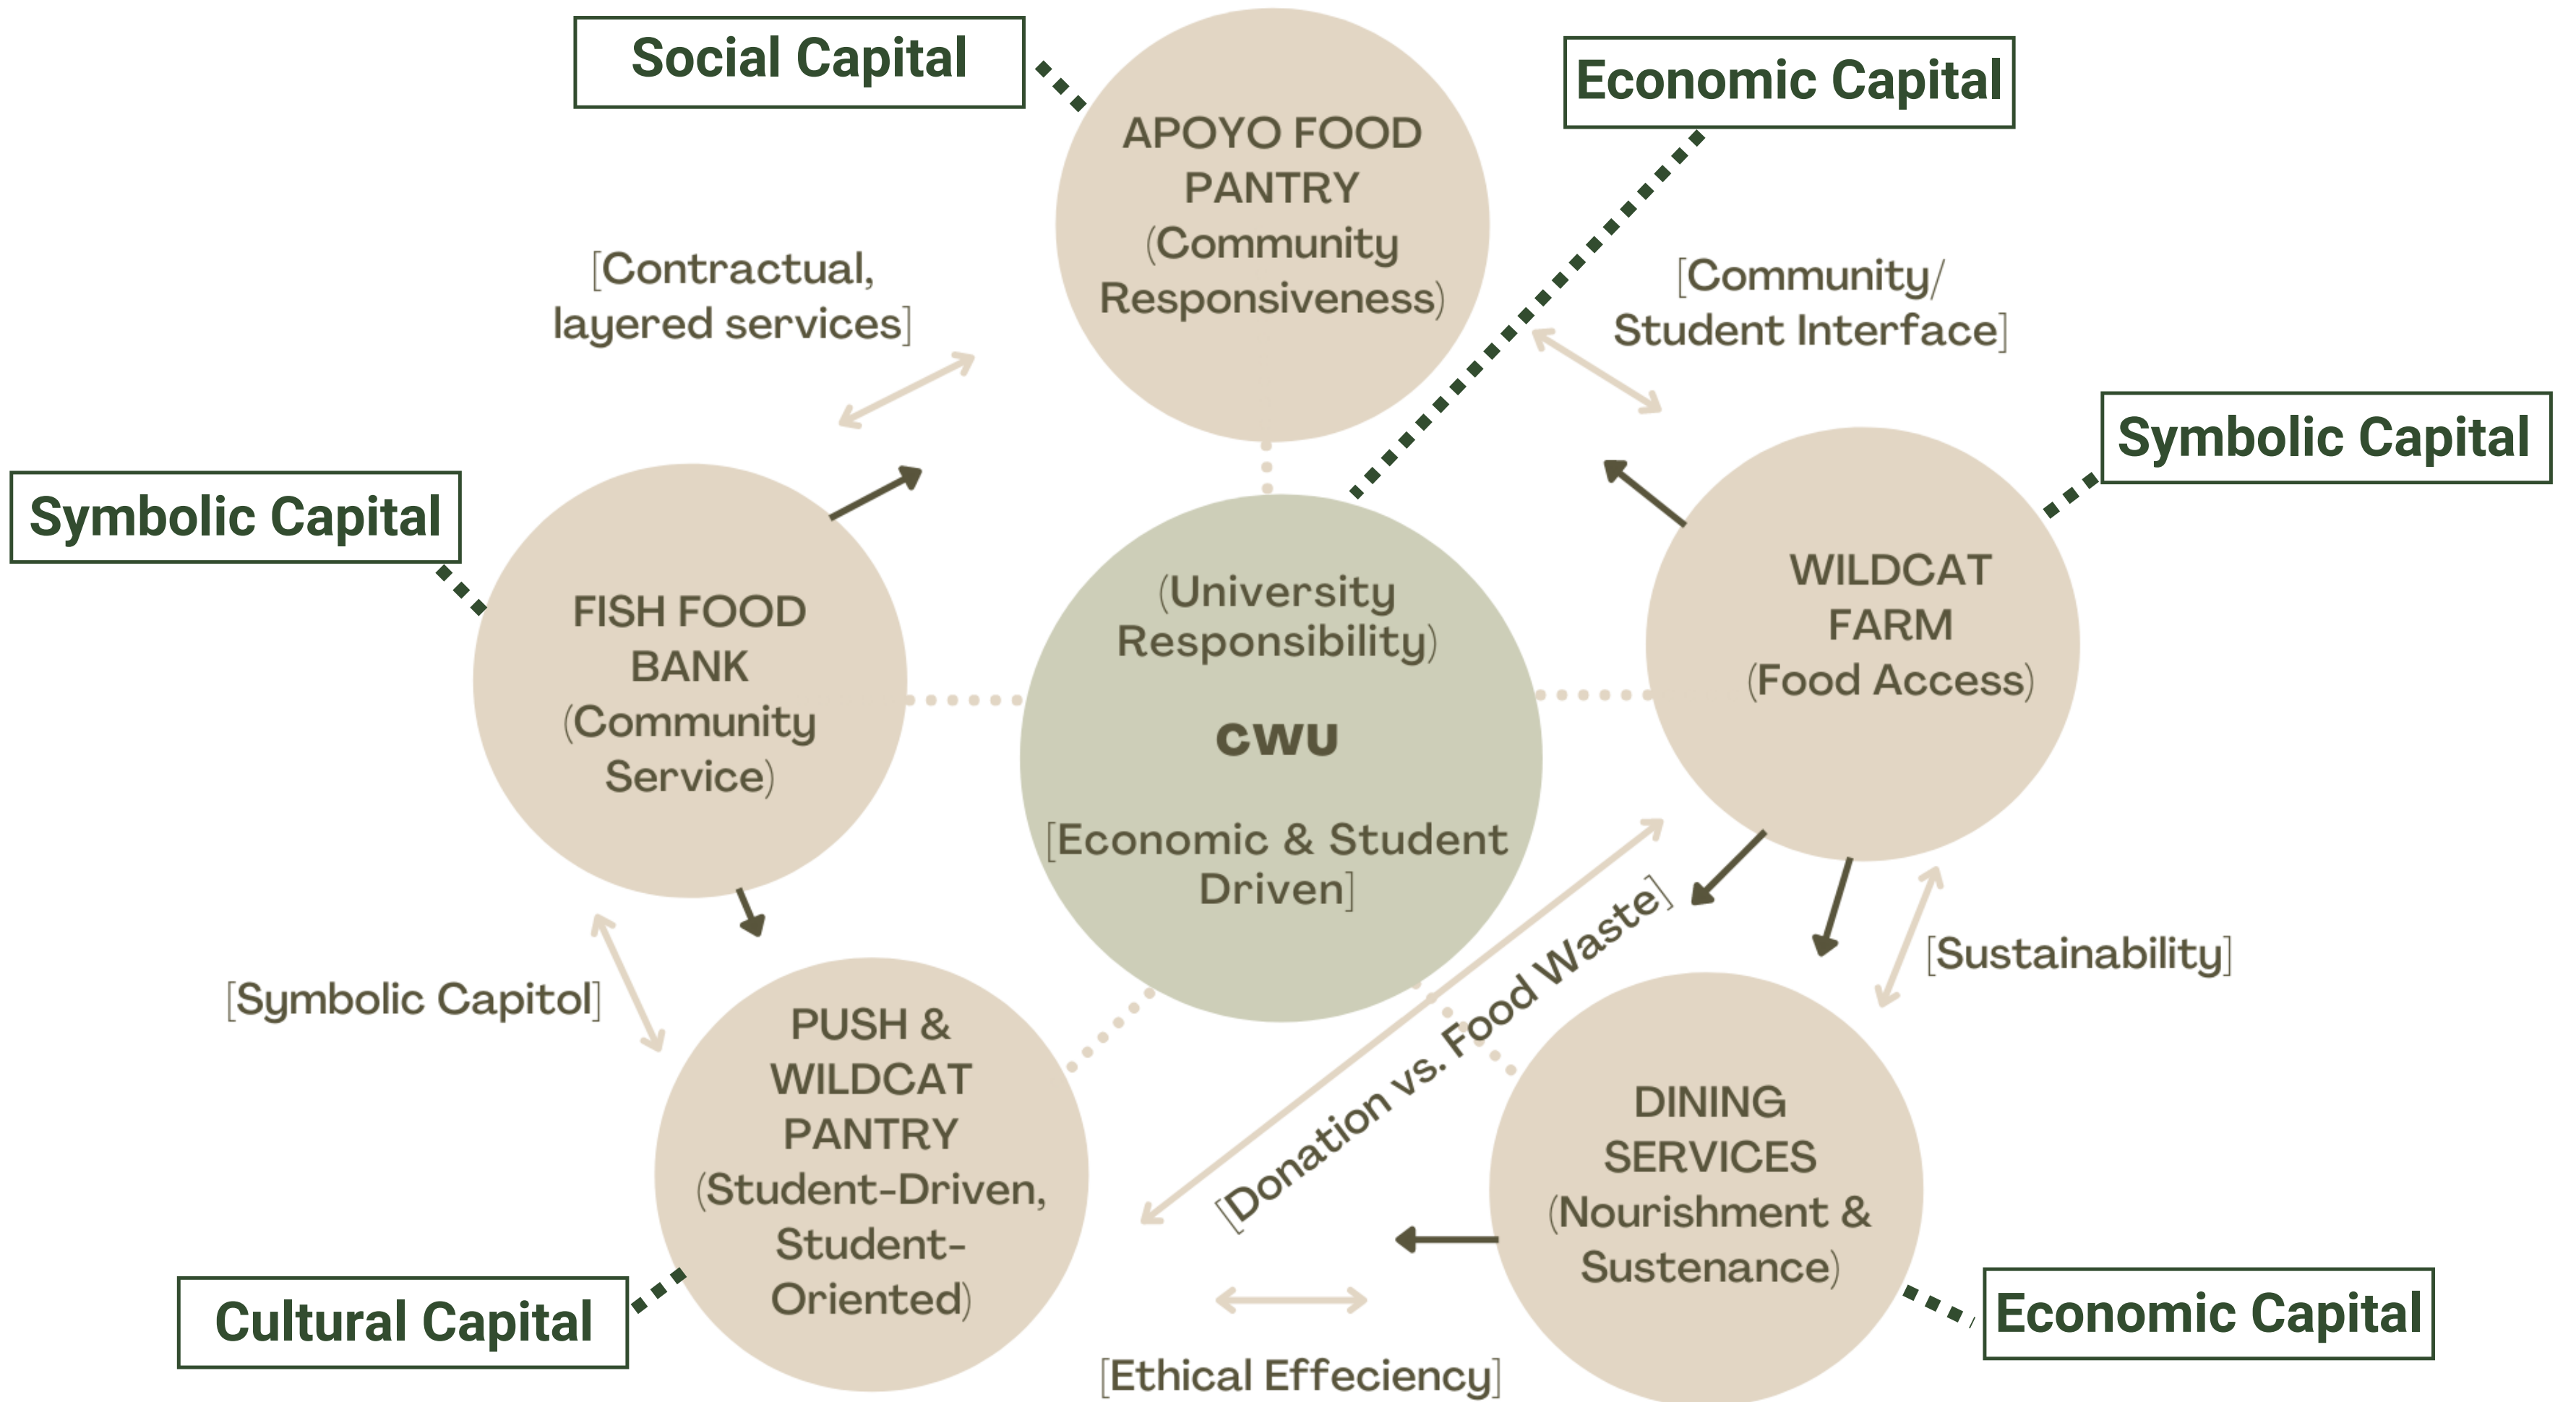 Social Capital
Economic Capital
APOYO FOOD
PANTRY
(Community
Responsiveness)
[Contractual,
layered services]
[Community/
Student Interface]
Symbolic Capital
Symbolic Capital
FISH FOOD
BANK
(Community
Service)
(University
Responsibility)
CWU
[Economic & Student
Driven]
WILDCAT
FARM
(Food Access)
[Symbolic Capitol]
[Donation vs. Food Waste]
[Sustainability]
PUSH &
WILDCAT
PANTRY
(Student-Driven,
Student-
Oriented)
DINING
SERVICES
(Nourishment &
Sustenance)
Cultural Capital
Economic Capital
[Ethical Effeciency]